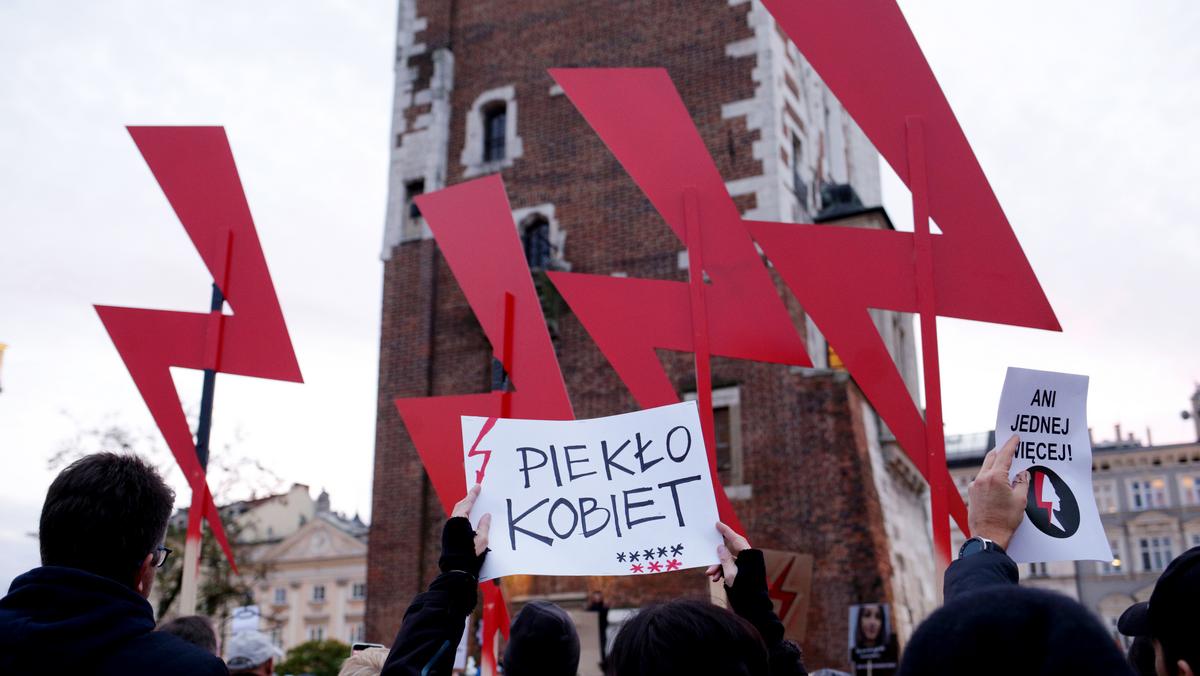 PIEKŁO
KOBIET
*****
*****
ANI
JEDNEJ
WIĘCEJ!